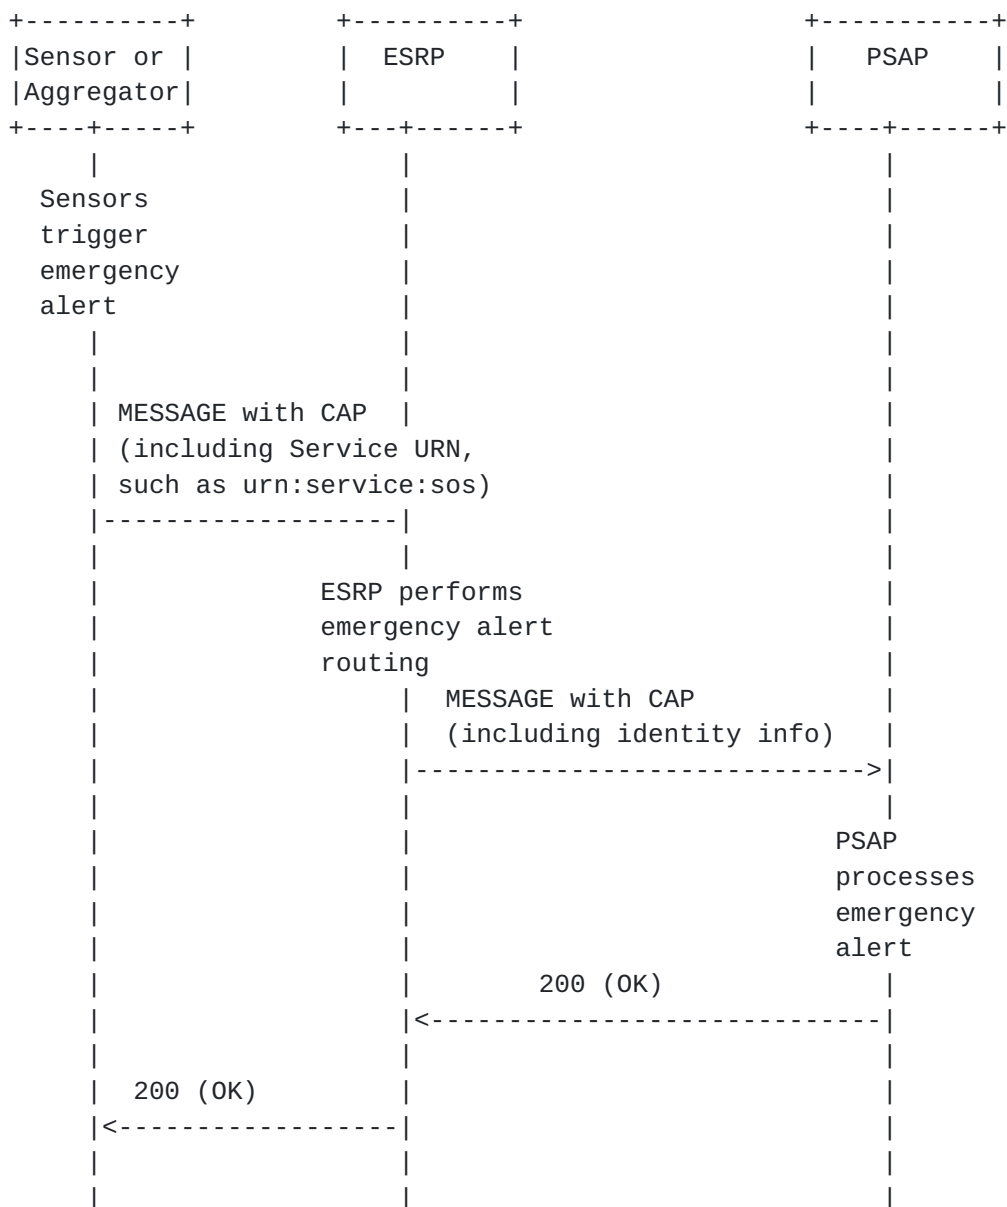 +----------+         +----------+                  +-----------+
|Sensor or |         |  ESRP    |                  |   PSAP    |
|Aggregator|         |          |                  |           |
+----+-----+         +---+------+                  +----+------+
     |                   |                              |
  Sensors                |                              |
  trigger                |                              |
  emergency              |                              |
  alert                  |                              |
     |                   |                              |
     |                   |                              |
     | MESSAGE with CAP  |                              |
     | (including Service URN,                          |
     | such as urn:service:sos)                         |
     |-------------------|                              |
     |                   |                              |
     |              ESRP performs                       |
     |              emergency alert                     |
     |              routing                             |
     |                   |  MESSAGE with CAP            |
     |                   |  (including identity info)   |
     |                   |----------------------------->|
     |                   |                              |
     |                   |                           PSAP
     |                   |                           processes
     |                   |                           emergency
     |                   |                           alert
     |                   |        200 (OK)              |
     |                   |<-----------------------------|
     |                   |                              |
     |  200 (OK)         |                              |
     |<------------------|                              |
     |                   |                              |
     |                   |                              |